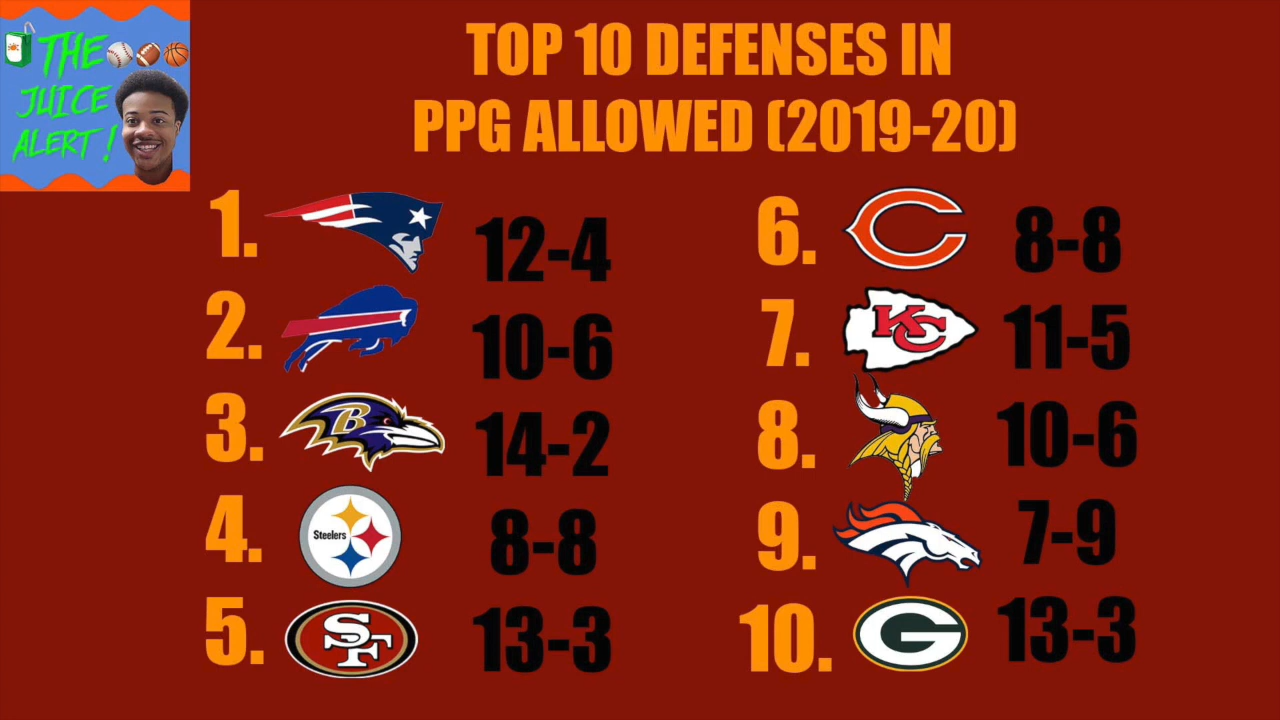 THE
JUICE
ALERT!
TOP 10 DEFENSES IN
PPG ALLOWED (2019-20)
1. 12-4
2. 10-6
3. B 14-2
4. Steelers 8-8
5. SF 13-3
6. C 8-8
7. KC 11-5
8. 10-6
9. 7-9
10. G 13-3